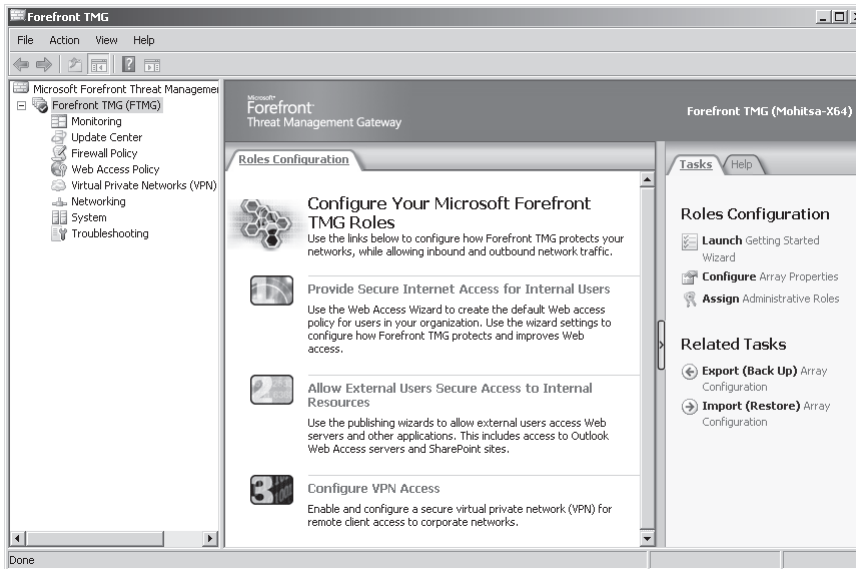 Forefront TMG
File Action View Help
Microsoft Forefront Threat Managemer
Forefront TMG (FTMG)
Monitoring
Update Center
Firewall Policy
Web Access Policy
Virtual Private Networks (VPN)
Networking
System
Troubleshooting
Microsoft
Forefront
Threat Management Gateway
Forefront TMG (Mohitsa-X64)
Roles Configuration
Configure Your Microsoft Forefront
TMG Roles
Use the links below to configure how Forefront TMG protects your
networks, while allowing inbound and outbound network traffic.
Provide Secure Internet Access for Internal Users
Use the Web Access Wizard to create the default Web access
policy for users in your organization. Use the wizard settings to
configure how Forefront TMG protects and improves Web
access.
Allow External Users Secure Access to Internal
Resources
Use the publishing wizards to allow external users access Web
servers and other applications. This includes access to Outlook
Web Access servers and SharePoint sites.
Configure VPN Access
Enable and configure a secure virtual private network (VPN) for
remote client access to corporate networks.
Tasks Help
Roles Configuration
Launch Getting Started
Wizard
Configure Array Properties
Assign Administrative Roles
Related Tasks
Export (Back Up) Array
Configuration
Import (Restore) Array
Configuration
Done